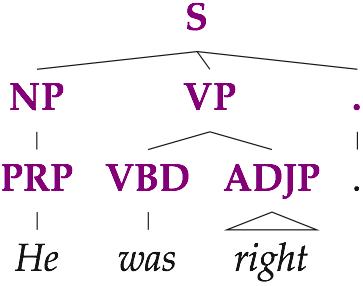 S
NP VP .
PRP VBD ADJP .
He was right